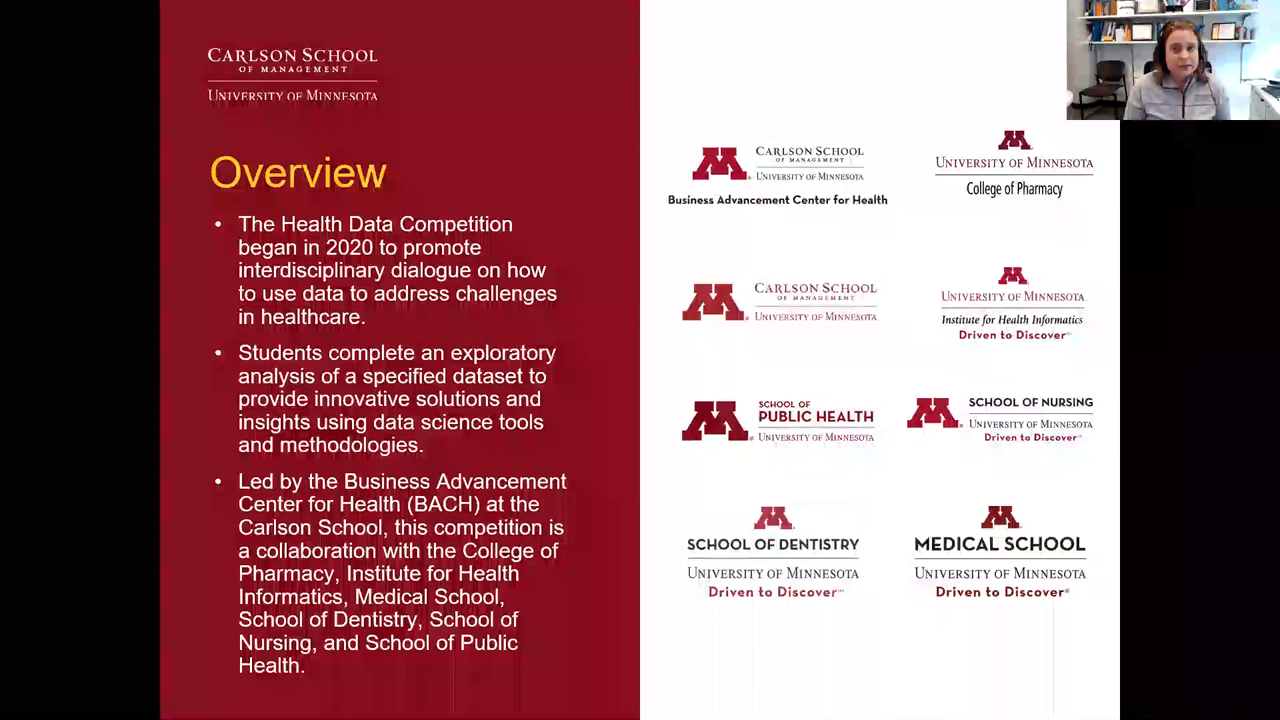 CARLSON SCHOOL
OF MANAGEMENT
UNIVERSITY OF MINNESOTA
Overview
• The Health Data Competition
began in 2020 to promote
interdisciplinary dialogue on how
to use data to address challenges
in healthcare.
• Students complete an exploratory
analysis of a specified dataset to
provide innovative solutions and
insights using data science tools
and methodologies.
• Led by the Business Advancement
Center for Health (BACH) at the
Carlson School, this competition is
a collaboration with the College of
Pharmacy, Institute for Health
Informatics, Medical School,
School of Dentistry, School of
Nursing, and School of Public
Health.
M
CARLSON SCHOOL
OF MANAGEMENT
UNIVERSITY OF MINNESOTA
Business Advancement Center for Health
M
UNIVERSITY OF MINNESOTA
College of Pharmacy
M
CARLSON SCHOOL
OF MANAGEMENT
UNIVERSITY OF MINNESOTA
M
UNIVERSITY OF MINNESOTA
Institute for Health Informatics
Driven to Discover
M
SCHOOL OF
PUBLIC HEALTH
UNIVERSITY OF MINNESOTA
M
SCHOOL OF NURSING
UNIVERSITY OF MINNESOTA
Driven to Discover
M
SCHOOL OF DENTISTRY
UNIVERSITY OF MINNESOTA
Driven to Discover
M
MEDICAL SCHOOL
UNIVERSITY OF MINNESOTA
Driven to Discover®